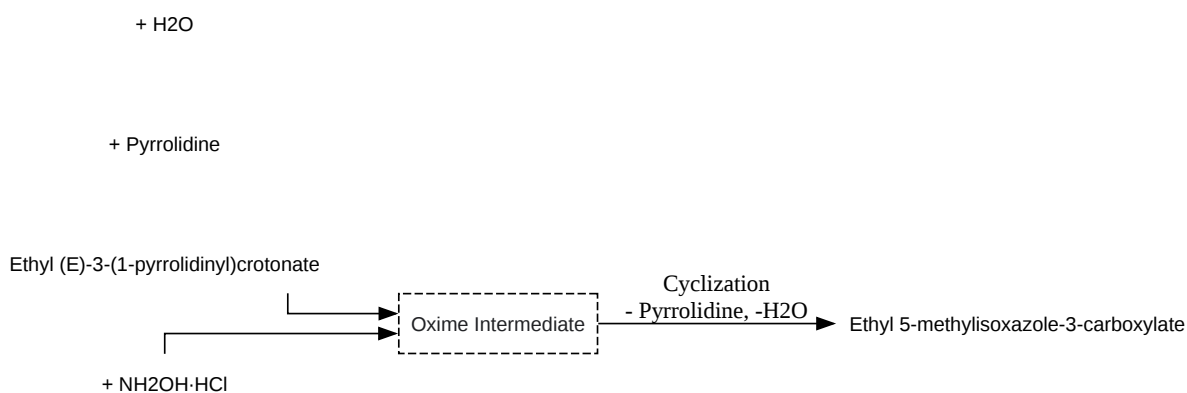 + H2O
+ Pyrrolidine
Ethyl (E)-3-(1-pyrrolidinyl)crotonate
Cyclization
- Pyrrolidine, -H2O
Oxime Intermediate
Ethyl 5-methylisoxazole-3-carboxylate
+ NH2OH·HCl